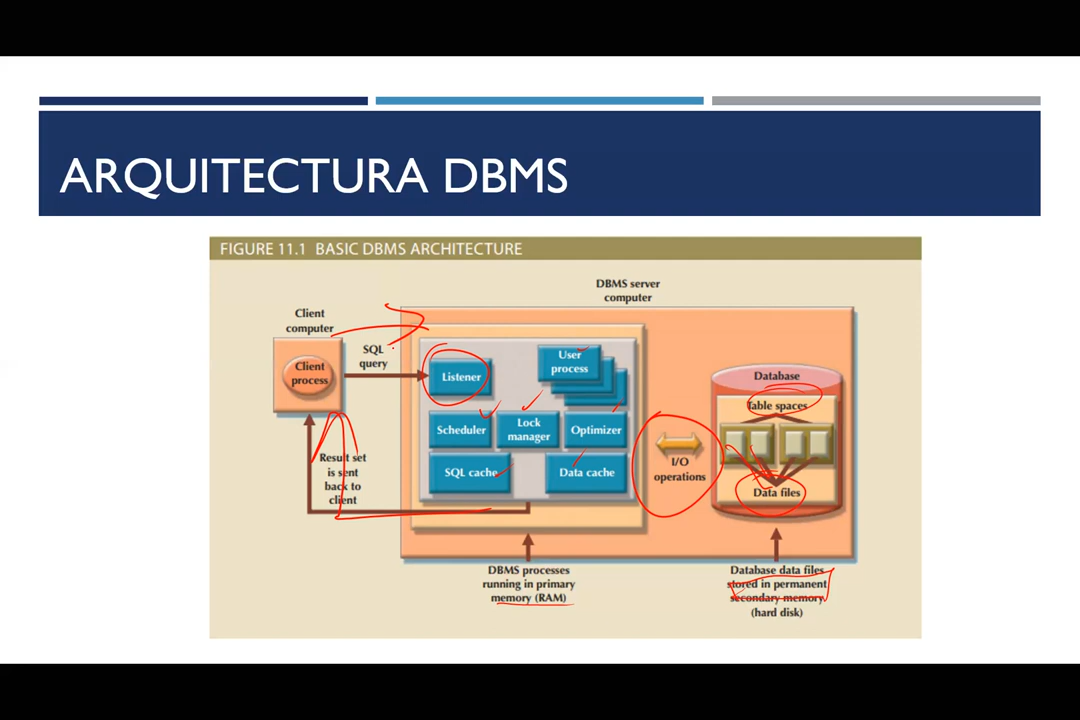 ARQUITECTURA DBMS
FIGURE 11.1 BASIC DBMS ARCHITECTURE
DBMS server
computer
Client
computer
Client
process
SQL
query
Listener
User
process
Scheduler
Lock
manager
Optimizer
SQL cache
Data cache
I/O
operations
Database
Table spaces
Data files
Result set
is sent
back to
client
DBMS processes
running in primary
memory (RAM)
Database data files
stored in permanent
secondary memory
(hard disk)